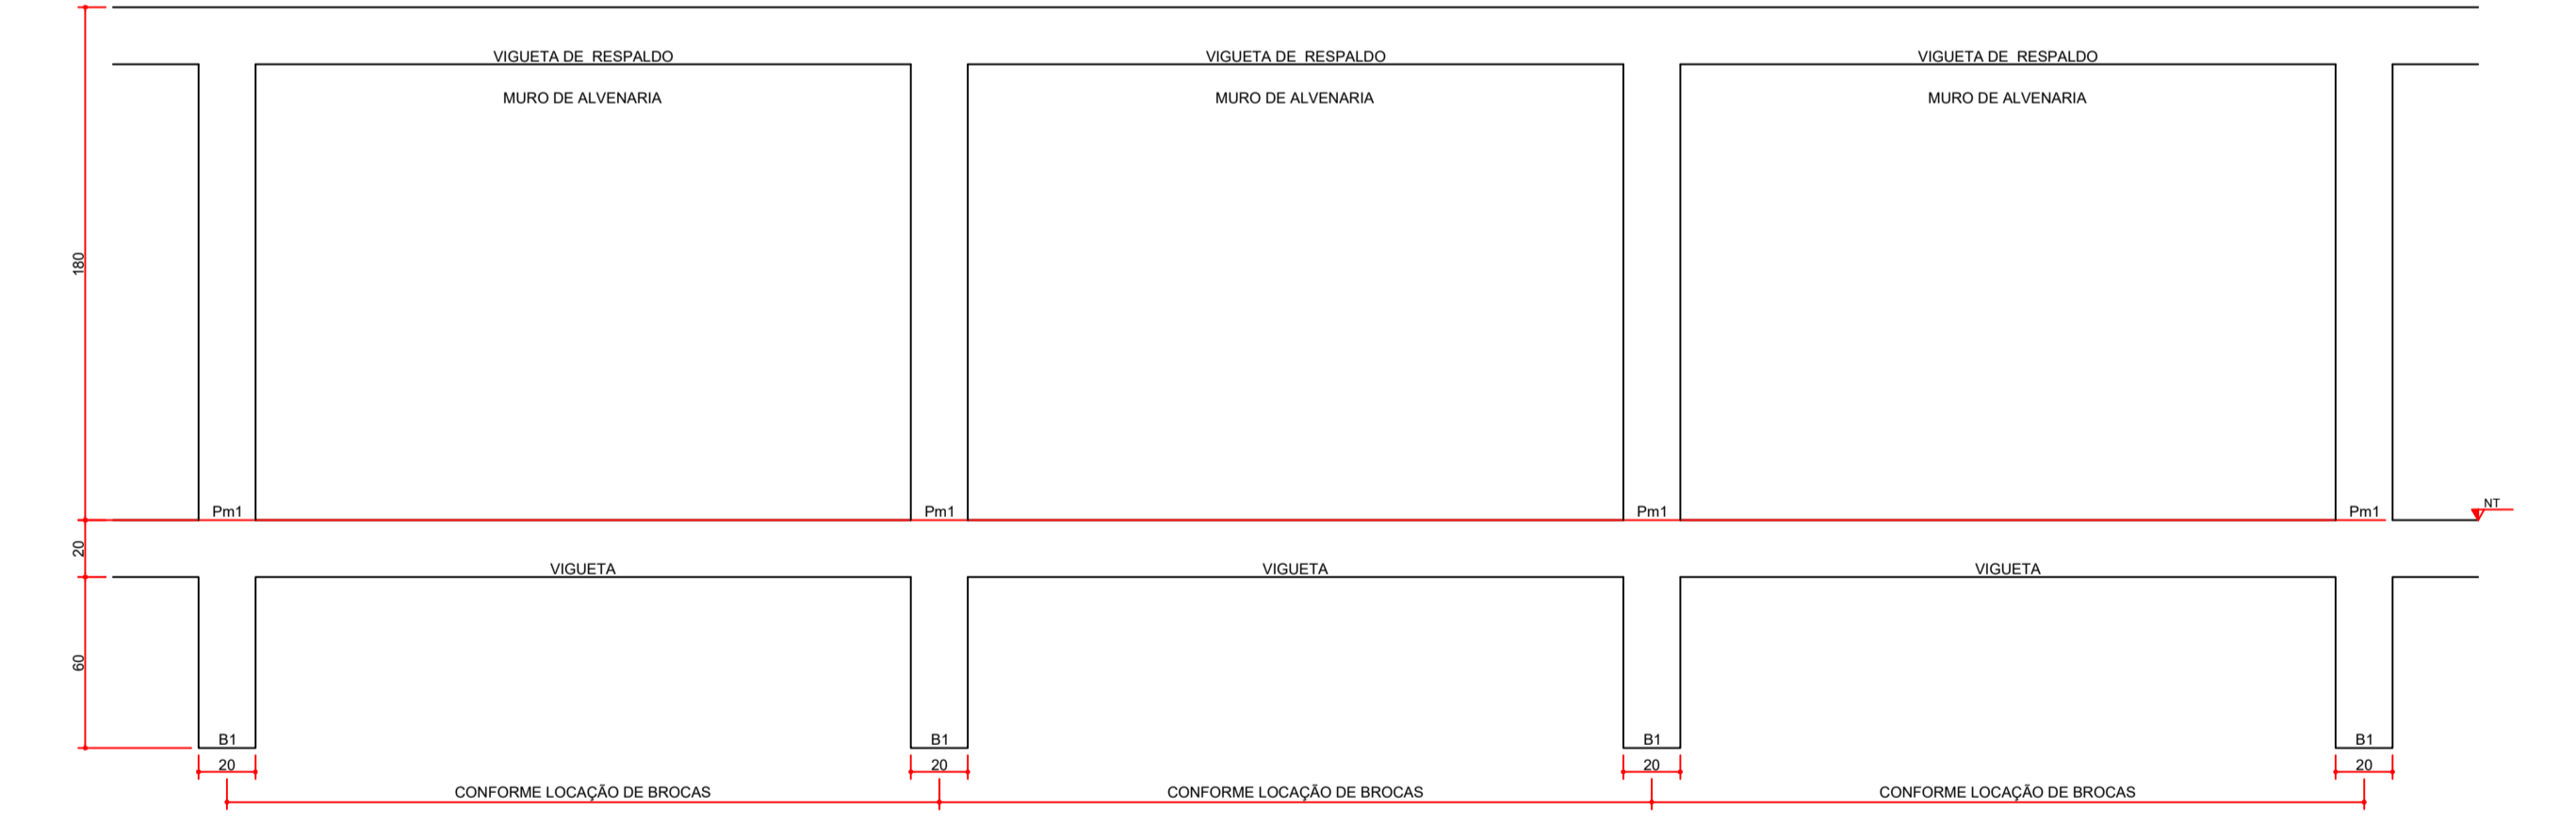 VIGUETA DE RESPALDO VIGUETA DE RESPALDO VIGUETA DE RESPALDO
MURO DE ALVENARIA MURO DE ALVENARIA MURO DE ALVENARIA
180
Pm1 Pm1 Pm1 Pm1 NT
20
VIGUETA VIGUETA VIGUETA
60
B1 B1 B1 B1
20 20 20 20
CONFORME LOCAÇÃO DE BROCAS CONFORME LOCAÇÃO DE BROCAS CONFORME LOCAÇÃO DE BROCAS